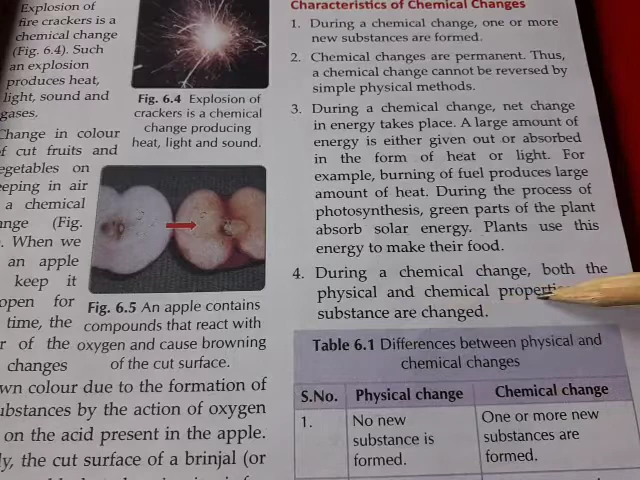 Explosion of
fire crackers is a
chemical change
(Fig. 6.4). Such
an explosion
produces heat,
light, sound and
gases.
Change in colour
of cut fruits and
vegetables on
keeping in air
a chemical
(Fig.
. When we
an apple
keep it
open for
time, the
of the
changes
colour due to the formation of
substances by the action of oxygen
on the acid present in the apple.
the cut surface of a brinjal (or
Fig. 6.4 Explosion of
crackers is a chemical
change producing
heat, light and sound.
Fig. 6.5 An apple contains
compounds that react with
oxygen and cause browning
of the cut surface.
Characteristics of Chemical Changes
1. During a chemical change, one or more
new substances are formed.
2. Chemical changes are permanent. Thus,
a chemical change cannot be reversed by
simple physical methods.
3. During a chemical change, net change
in energy takes place. A large amount of
energy is either given out or absorbed
in the form of heat or light. For
example, burning of fuel produces large
amount of heat. During the process of
photosynthesis, green parts of the plant
absorb solar energy. Plants use this
energy to make their food.
4. During a chemical change, both the
physical and chemical
substance are changed.
Table 6.1 Differences between physical and
chemical changes
S.No. Physical change Chemical change
1. No new One or more new
substance is substances are
formed. formed.